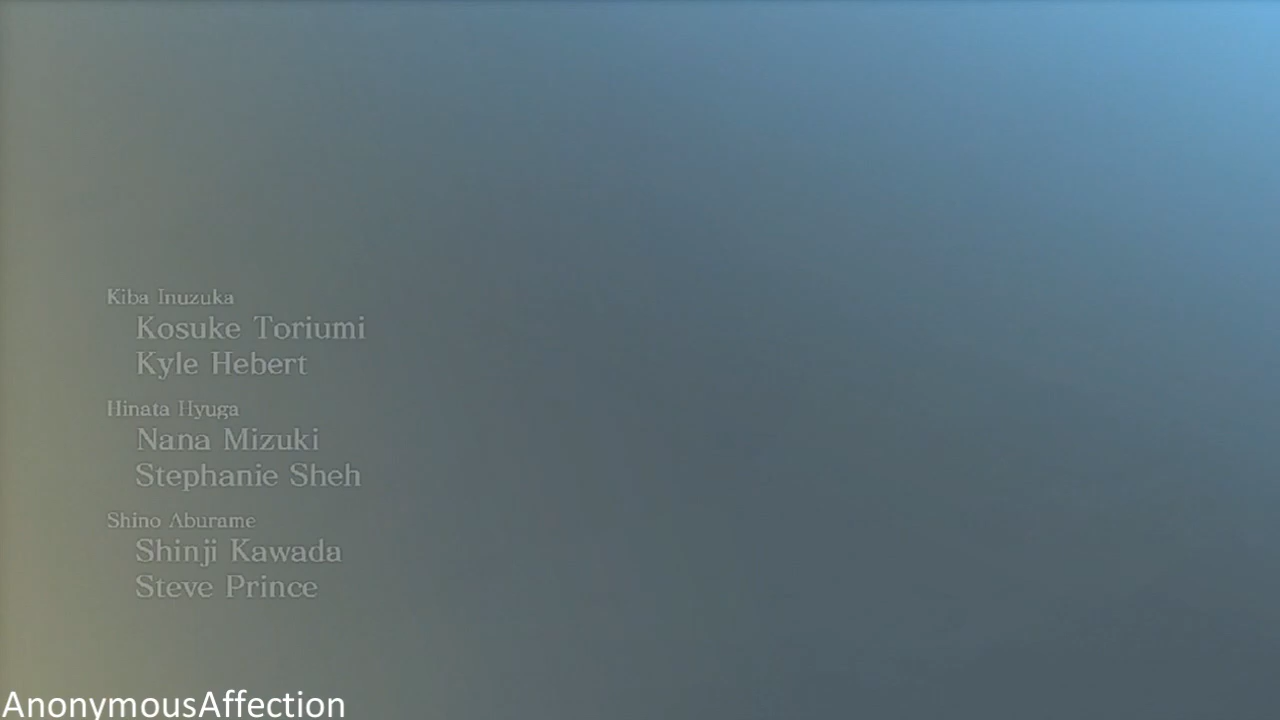 Kiba Inuzuka
Kosuke Toriumi
Kyle Hebert
Hinata Hyuga
Nana Mizuki
Stephanie Sheh
Shino Aburame
Shinji Kawada
Steve Prince
AnonymousAffection